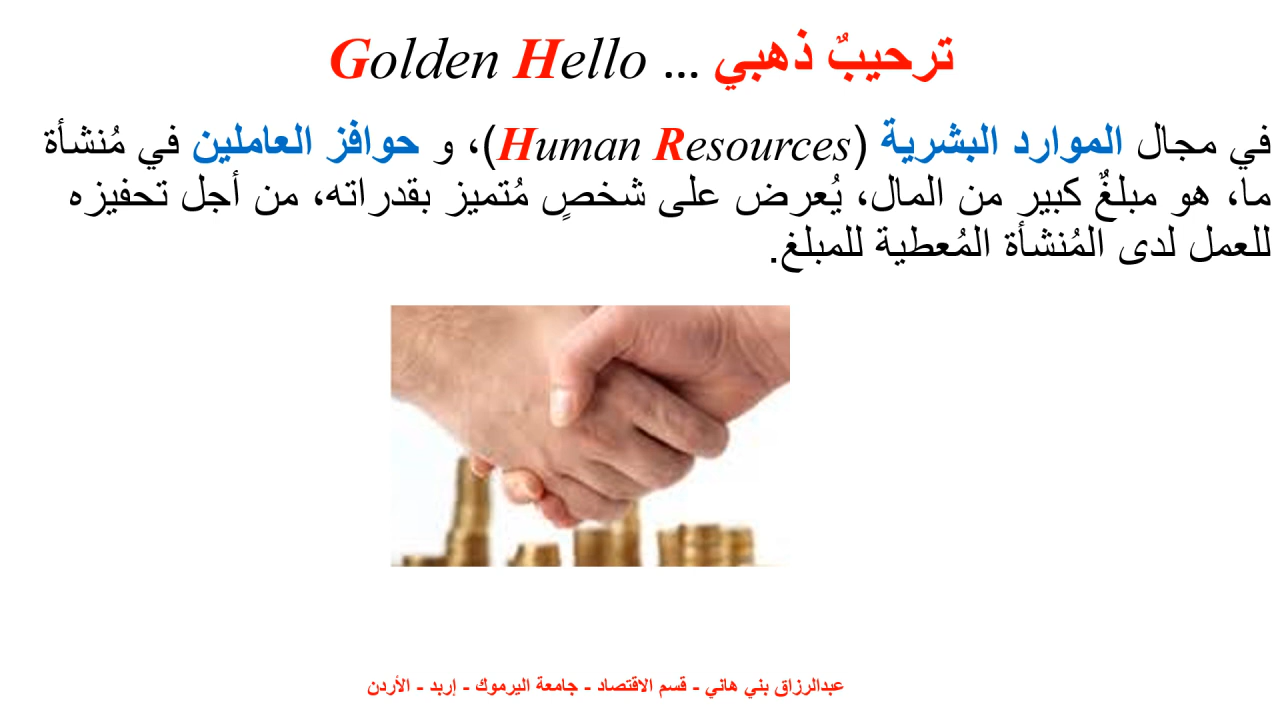 ترحيبٌ ذهبي ... Golden Hello
في مجال الموارد البشرية (Human Resources)، و حوافز العاملين في مُنشأة
ما، هو مبلغٌ كبير من المال، يُعرض على شخصٍ مُتميز بقدراته، من أجل تحفيزه
للعمل لدى المُنشأة المُعطية للمبلغ.
عبدالرزاق بني هاني - قسم الاقتصاد - جامعة اليرموك - إربد - الأردن